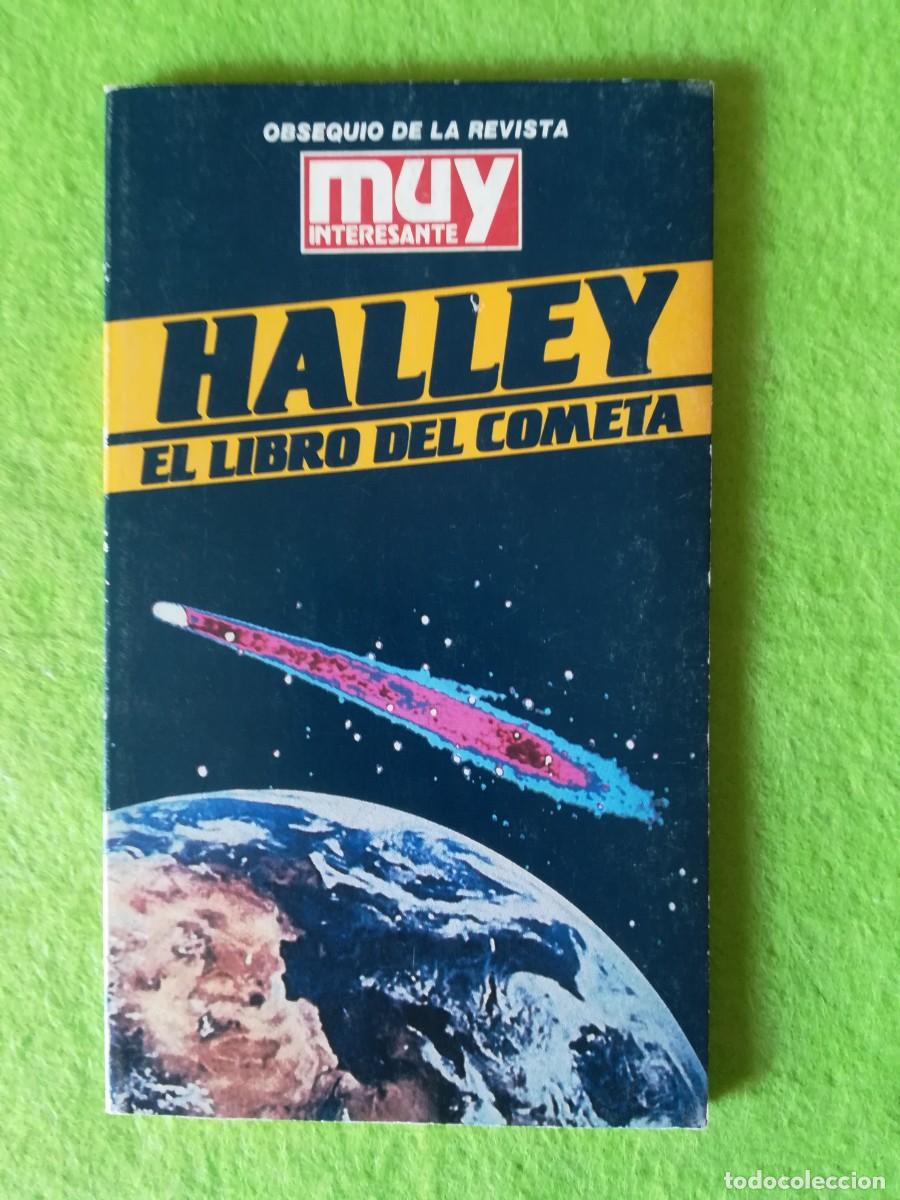 OBSEQUIO DE LA REVISTA
muy
INTERESANTE
HALLEY
EL LIBRO DEL COMETA
todocoleccion